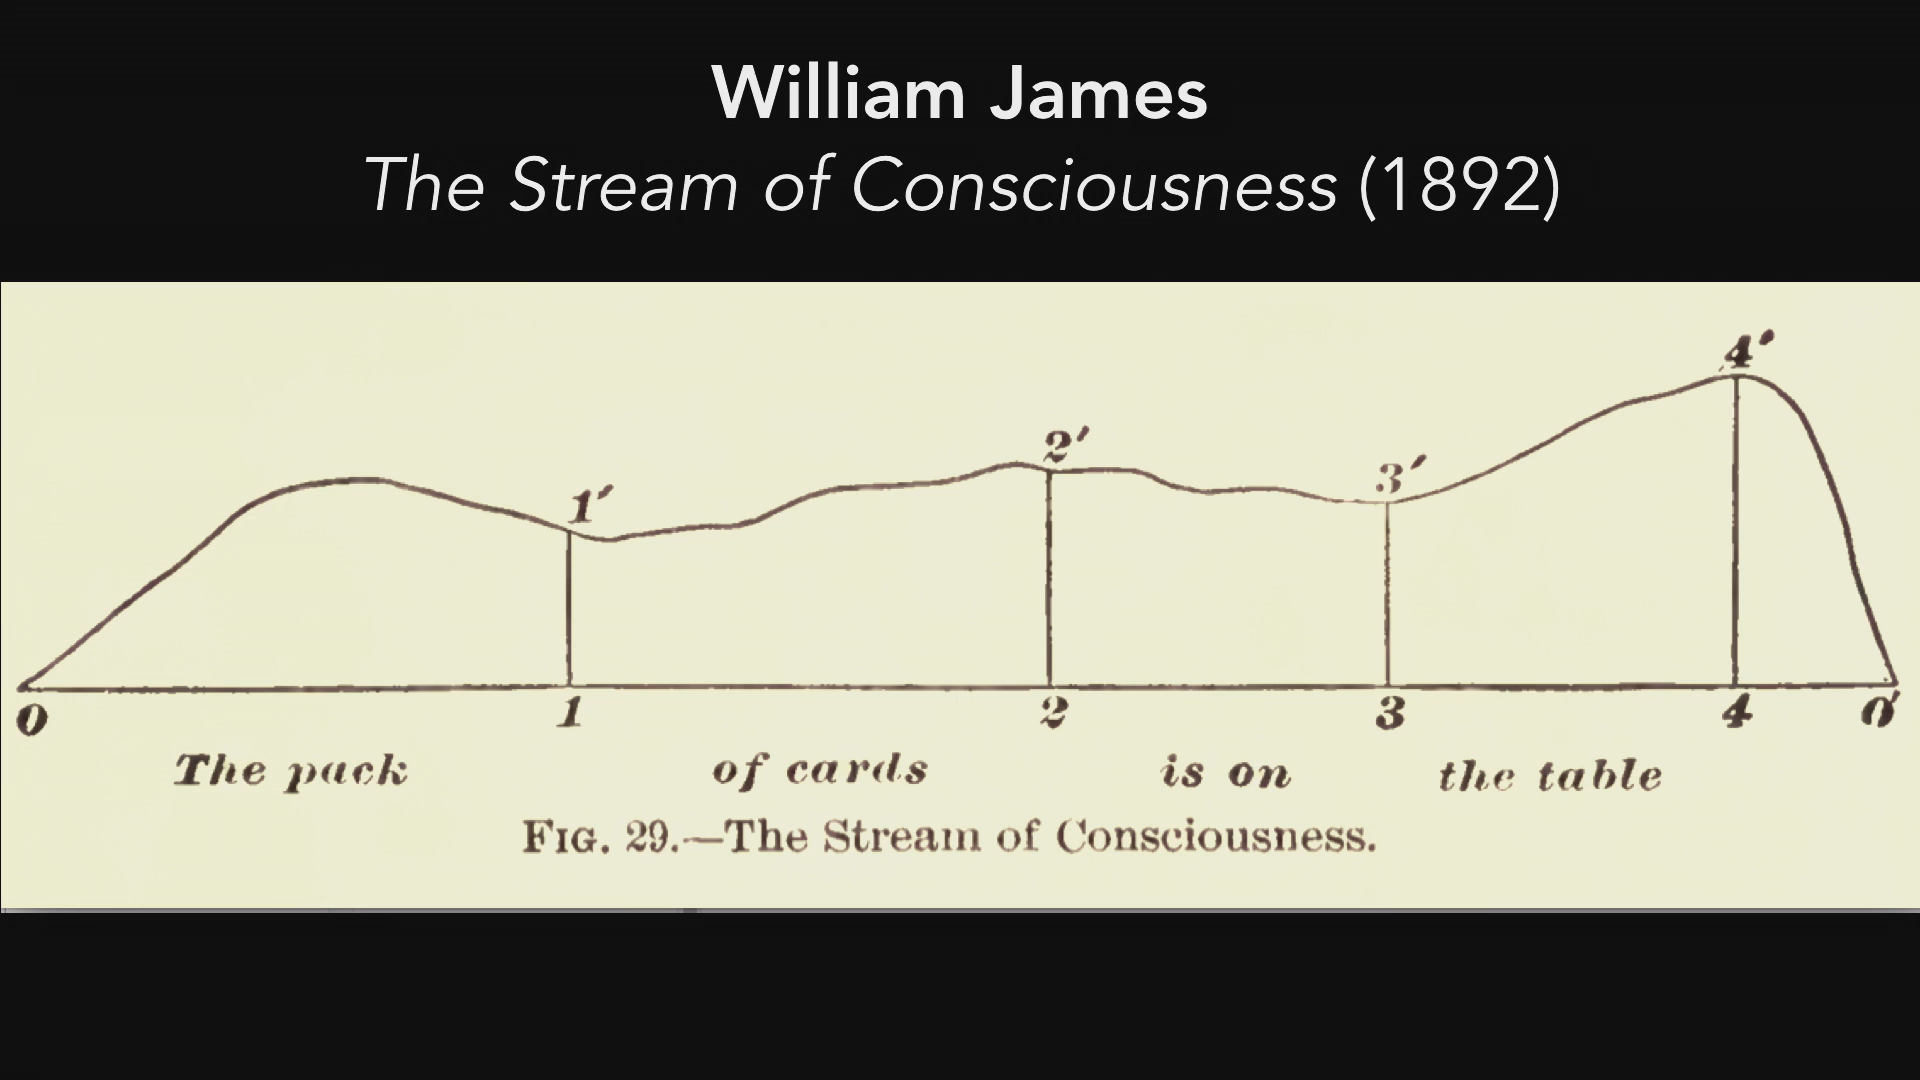 William James
The Stream of Consciousness (1892)
4'
2'
1'
3'
0 1 2 3 4 0'
The pack of cards is on the table
FIG. 29.—The Stream of Consciousness.